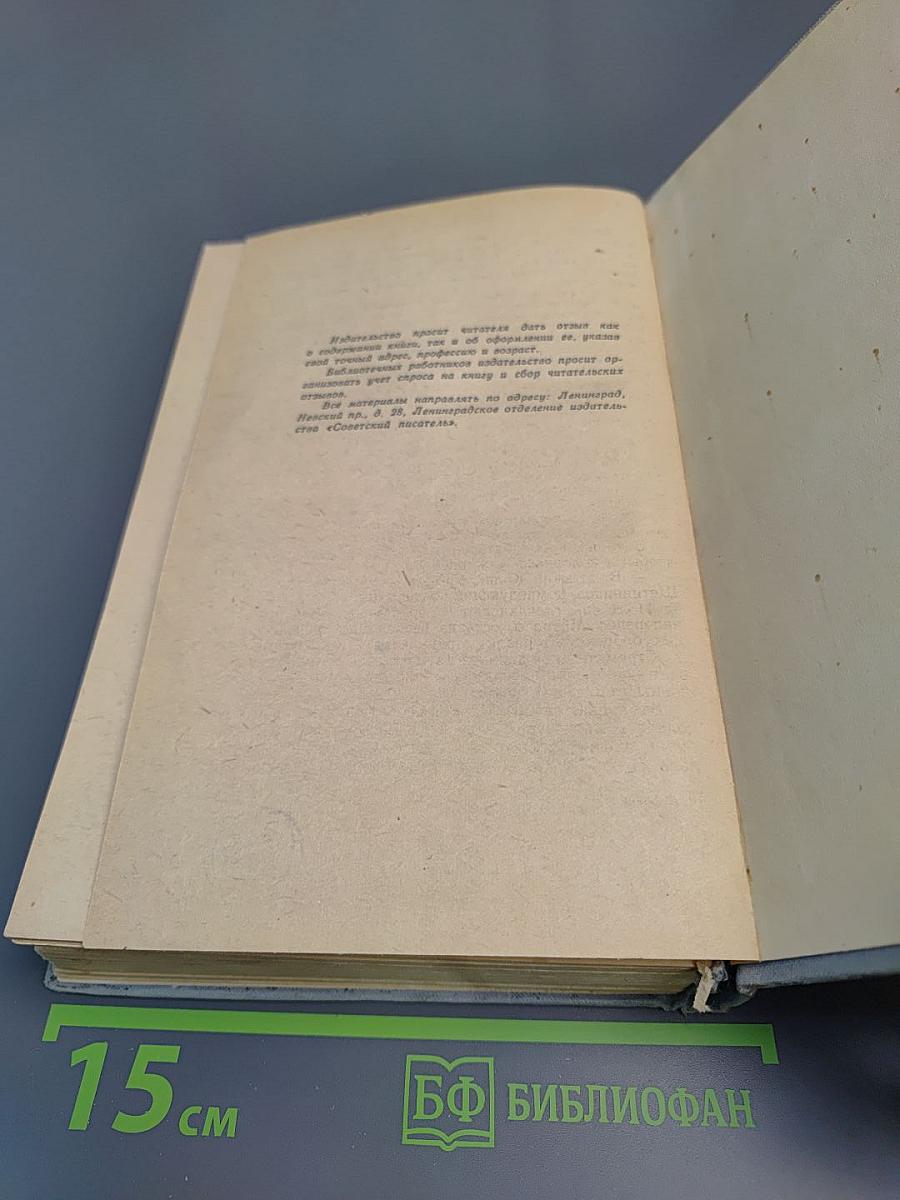 Издательство просит читателя дать отзыв как
о содержании книги, так и об оформлении ее, указав
свой точный адрес, профессию и возраст.
Библиотечных работников издательство просит ор-
ганизовать учет спроса на книгу и сбор читательских
отзывов.
Все материалы направлять по адресу: Ленинград,
Невский пр., д. 28, Ленинградское отделение издатель-
ства «Советский писатель».
15 см
БФ БИБЛИОФАН